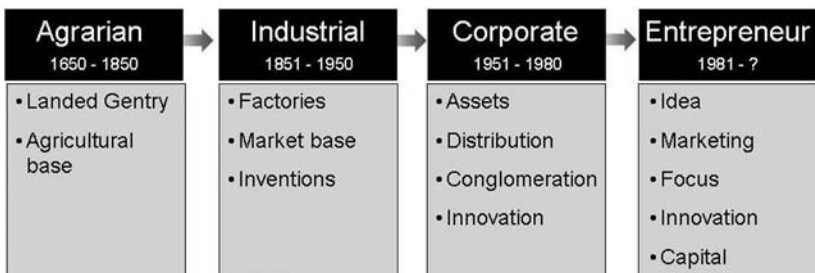 Agrarian
1650 - 1850
• Landed Gentry
• Agricultural
base
Industrial
1851 - 1950
• Factories
• Market base
• Inventions
Corporate
1951 - 1980
• Assets
• Distribution
• Conglomeration
• Innovation
Entrepreneur
1981 - ?
• Idea
• Marketing
• Focus
• Innovation
• Capital